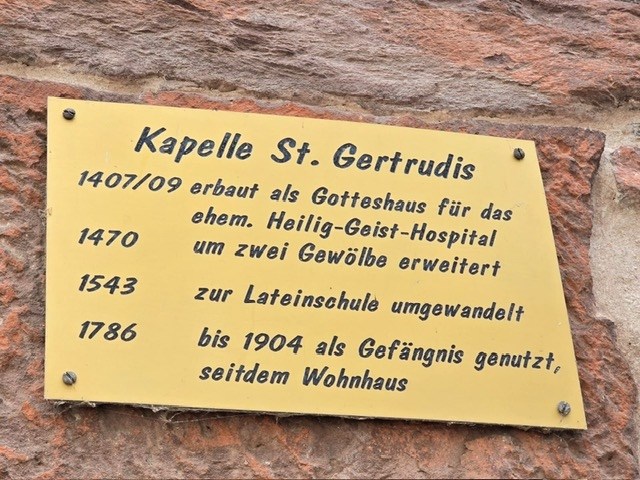 Kapelle St. Gertrudis
1407/09 erbaut als Gotteshaus für das
ehem. Heilig-Geist-Hospital
1470 um zwei Gewölbe erweitert
1543 zur Lateinschule umgewandelt
1786 bis 1904 als Gefängnis genutzt,
seitdem Wohnhaus